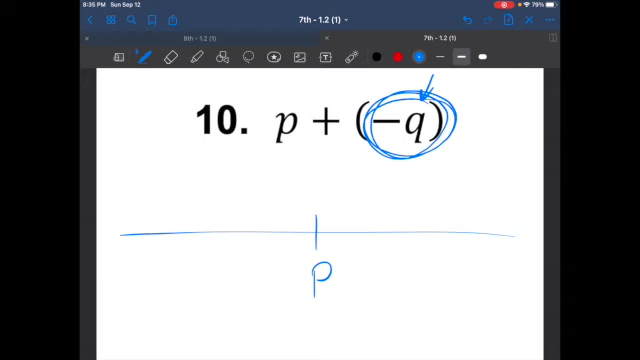 8:35 PM Sun Sep 12
79%
7th - 1.2 (1)
8th - 1.2 (1)
7th - 1.2 (1)
10. p + (−q)
p